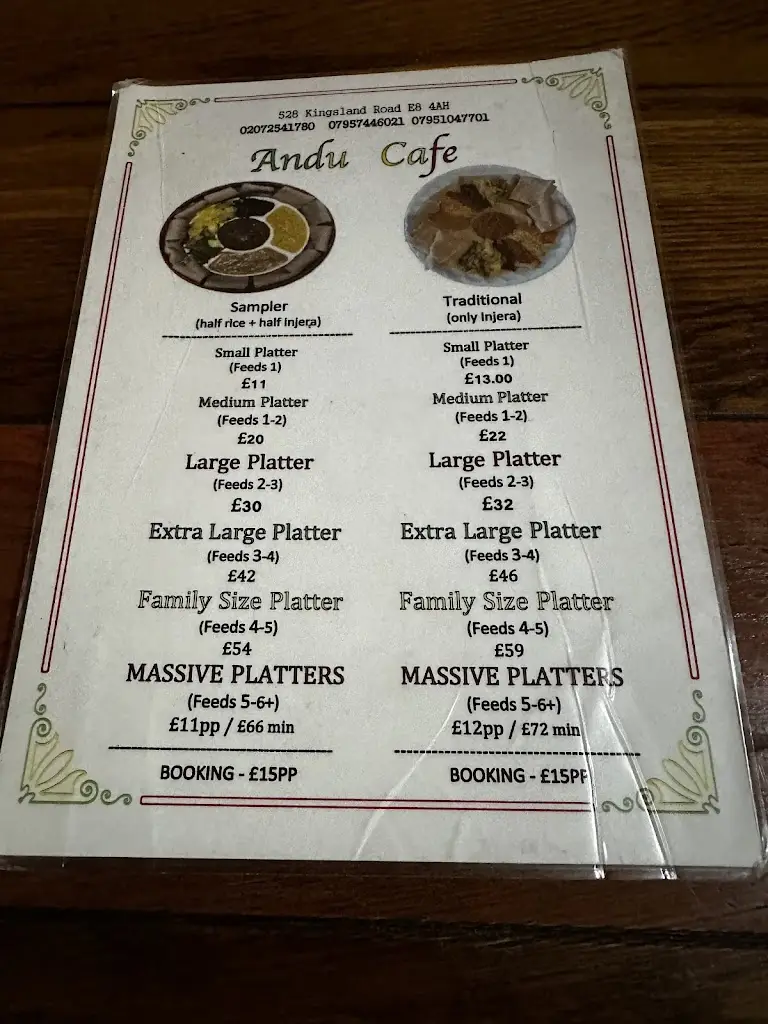 528 Kingsland Road E8 4AH
02072541780 07957446021 07951047701
Andu Cafe
Sampler
(half rice + half injera)
Small Platter
(Feeds 1)
£11
Medium Platter
(Feeds 1-2)
£20
Large Platter
(Feeds 2-3)
£30
Extra Large Platter
(Feeds 3-4)
£42
Family Size Platter
(Feeds 4-5)
£54
MASSIVE PLATTERS
(Feeds 5-6+)
£11pp / £66 min
BOOKING - £15PP
Traditional
(only injera)
Small Platter
(Feeds 1)
£13.00
Medium Platter
(Feeds 1-2)
£22
Large Platter
(Feeds 2-3)
£32
Extra Large Platter
(Feeds 3-4)
£46
Family Size Platter
(Feeds 4-5)
£59
MASSIVE PLATTERS
(Feeds 5-6+)
£12pp / £72 min
BOOKING - £15PP